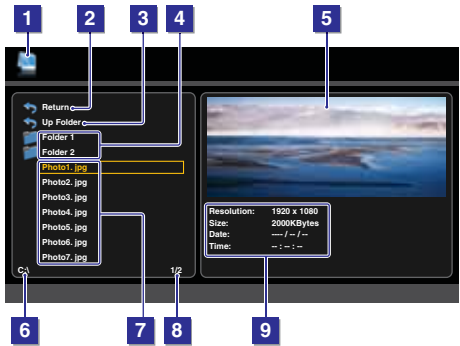 1 2 3 4 5
Return
Up Folder
Folder 1
Folder 2
Photo1. jpg
Photo2. jpg
Photo3. jpg
Photo4. jpg
Photo5. jpg
Photo6. jpg
Photo7. jpg
C:\ 1/2
Resolution: 1920 x 1080
Size: 2000KBytes
Date: ---- / -- / --
Time: -- : -- : --
6 7 8 9